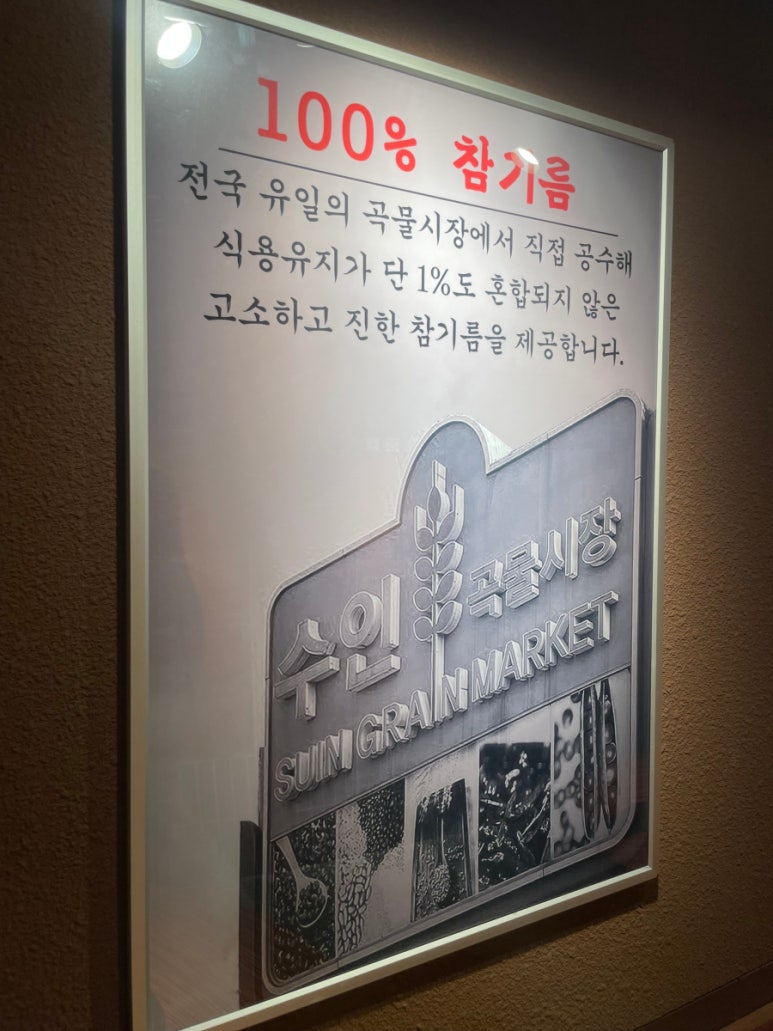 100% 참기름
전국 유일의 곡물시장에서 직접 공수해
식용유지가 단 1%도 혼합되지 않은
고소하고 진한 참기름을 제공합니다.
수인 곡물시장
SUIN GRAIN MARKET